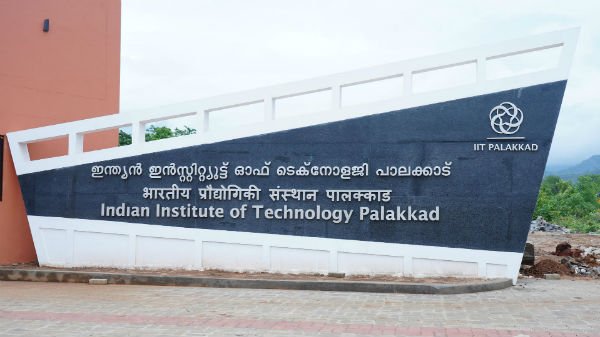 IIT PALAKKAD
ഇന്ത്യൻ ഇൻസ്റ്റിറ്റ്യൂട്ട് ഓഫ് ടെക്നോളജി പാലക്കാട്
भारतीय प्रौद्योगिकी संस्थान पालक्काड
Indian Institute of Technology Palakkad